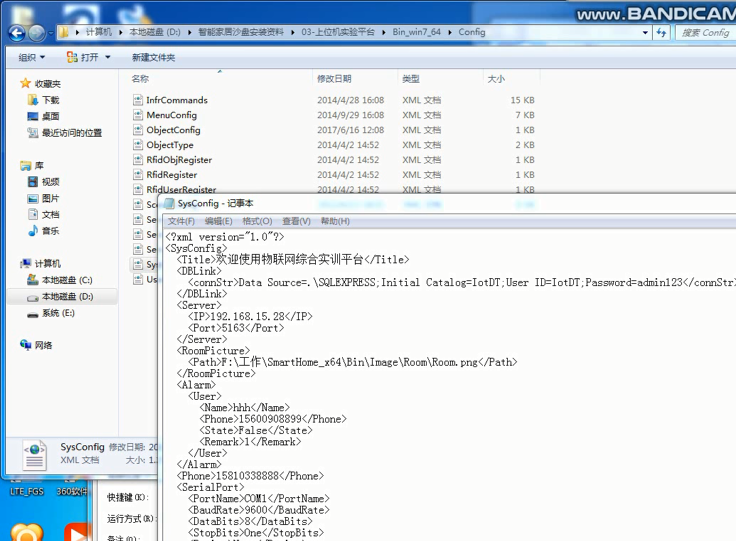 www.BANDICAM
计算机 本地磁盘 (D:) 智能家居沙盘安装资料 03-上位机实验平台 Bin_win7_64 Config
搜索 Config
组织 打开 新建文件夹
名称 修改日期 类型 大小
收藏夹
下载
桌面
最近访问的位置
库
视频
图片
文档
音乐
计算机
本地磁盘 (C:)
本地磁盘 (D:)
系统 (E:)
网络
InfrCommands 2014/4/28 16:08 XML 文档 15 KB
MenuConfig 2014/9/29 16:08 XML 文档 7 KB
ObjectConfig 2017/6/16 12:08 XML 文档 1 KB
ObjectType 2014/4/2 14:52 XML 文档 2 KB
RfidObjRegister 2014/4/2 14:52 XML 文档 1 KB
RfidRegister 2014/4/2 14:52 XML 文档 1 KB
RfidUserRegister 2014/4/2 14:52 XML 文档 1 KB
Sc
Se
Se
Se
Sy
Us
SysConfig - 记事本
文件(F) 编辑(E) 格式(O) 查看(V) 帮助(H)
<?xml version="1.0"?>
<SysConfig>
<Title>欢迎使用物联网综合实训平台</Title>
<DBLink>
<connStr>Data Source=.\SQLEXPRESS;Initial Catalog=IotDT;User ID=IotDT;Password=admin123</connStr>
</DBLink>
<Server>
<IP>192.168.15.28</IP>
<Port>5163</Port>
</Server>
<RoomPicture>
<Path>F:\工作\SmartHome_x64\Bin\Image\Room\Room.png</Path>
</RoomPicture>
<Alarm>
<User>
<Name>hhh</Name>
<Phone>15600908899</Phone>
<State>False</State>
<Remark>1</Remark>
</User>
</Alarm>
<Phone>15810338888</Phone>
<SerialPort>
<PortName>COM1</PortName>
<BaudRate>9600</BaudRate>
<DataBits>8</DataBits>
<StopBits>One</StopBits>
SysConfig 修改日期: 20
XML 文档 大小: 1.
LTE_FGS 360软件
快捷键(K):
运行方式(R):
备注(O):